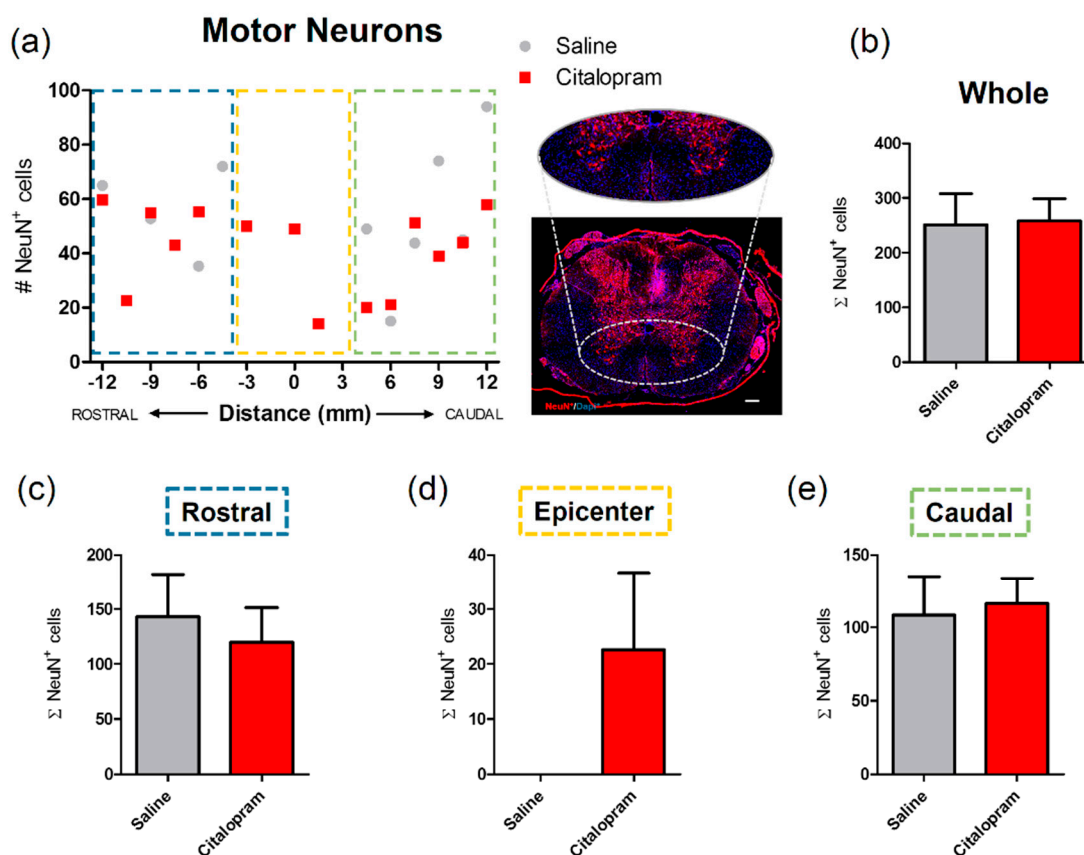 (a)
Motor Neurons
Saline
Citalopram
# NeuN⁺ cells
100
80
60
40
20
0
-12 -9 -6 -3 0 3 6 9 12
ROSTRAL Distance (mm) CAUDAL
NeuN⁺/Dapi⁺
(b)
Whole
Σ NeuN⁺ cells
400
300
200
100
0
Saline
Citalopram
(c)
Rostral
Σ NeuN⁺ cells
200
150
100
50
0
Saline
Citalopram
(d)
Epicenter
Σ NeuN⁺ cells
40
30
20
10
0
Saline
Citalopram
(e)
Caudal
Σ NeuN⁺ cells
150
100
50
0
Saline
Citalopram